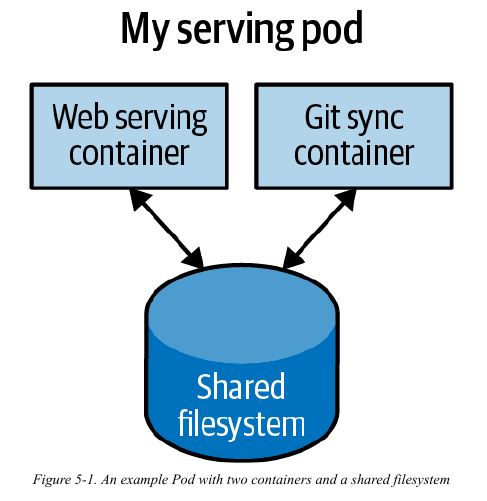 My serving pod
Web serving
container
Git sync
container
Shared
filesystem
Figure 5-1. An example Pod with two containers and a shared filesystem